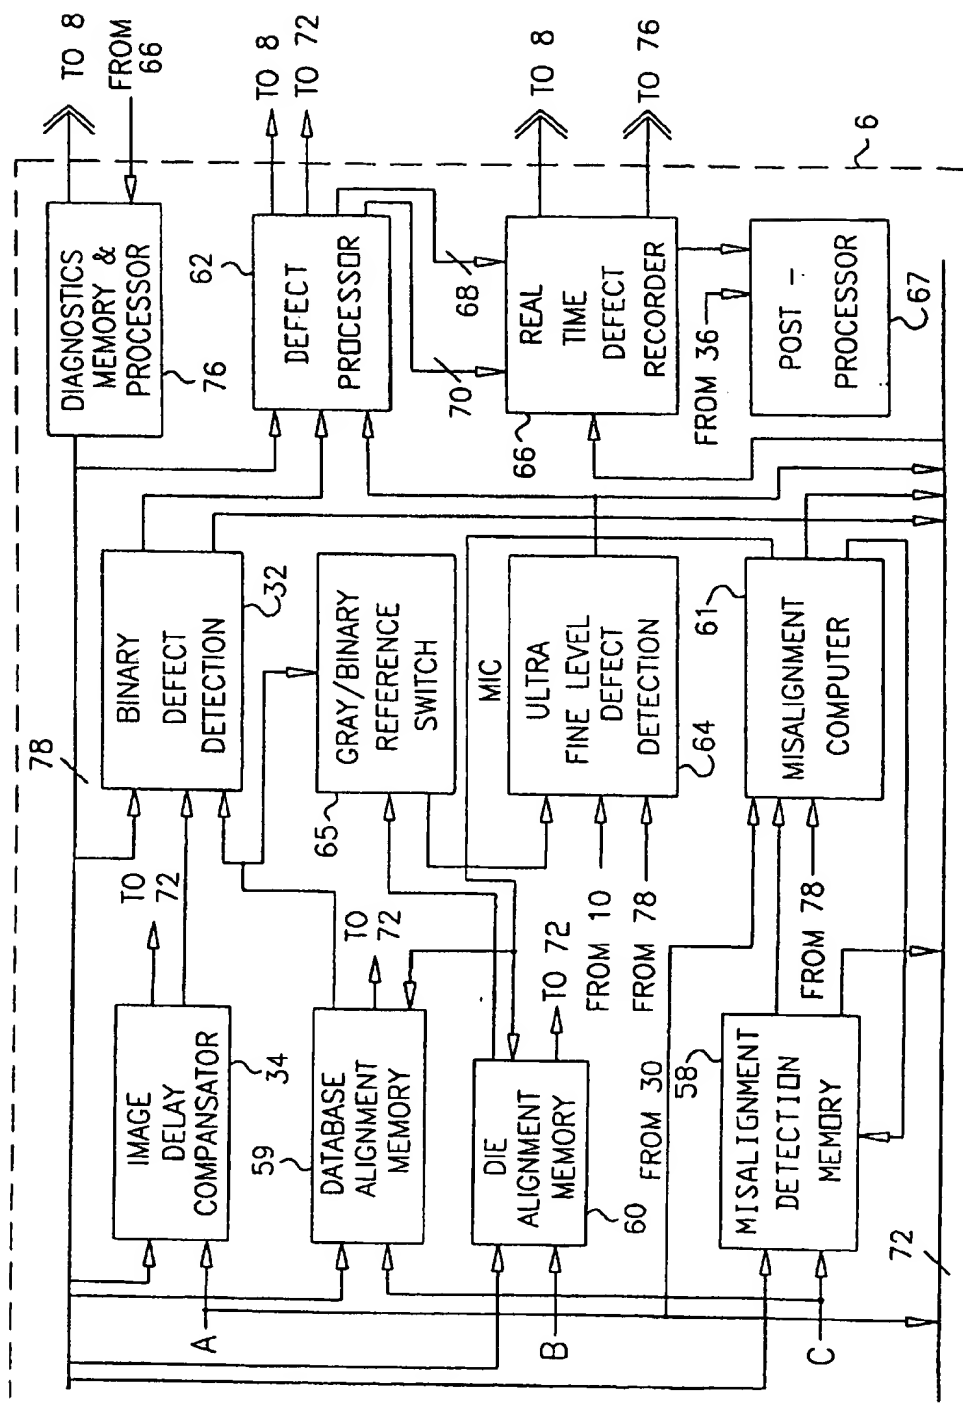 TO 8
FROM
66
DIAGNOSTICS
MEMORY &
PROCESSOR
76
TO 8
TO 72
62
DEFECT
PROCESSOR
68
70
TO 8
TO 76
REAL
TIME
DEFECT
RECORDER
66
6
FROM 36
POST -
PROCESSOR
67
78
BINARY
DEFECT
DETECTION
32
GRAY/BINARY
REFERENCE
SWITCH
65
MIC
ULTRA
FINE LEVEL
DEFECT
DETECTION
64
FROM 10
FROM 78
61
MISALIGNMENT
COMPUTER
FROM 78
TO
72
IMAGE
DELAY
COMPANSATOR
34
TO
72
59
DATABASE
ALIGNMENT
MEMORY
TO 72
DIE
ALIGNMENT
MEMORY
60
FROM 30
58
MISALIGNMENT
DETECTION
MEMORY
72
A
B
C